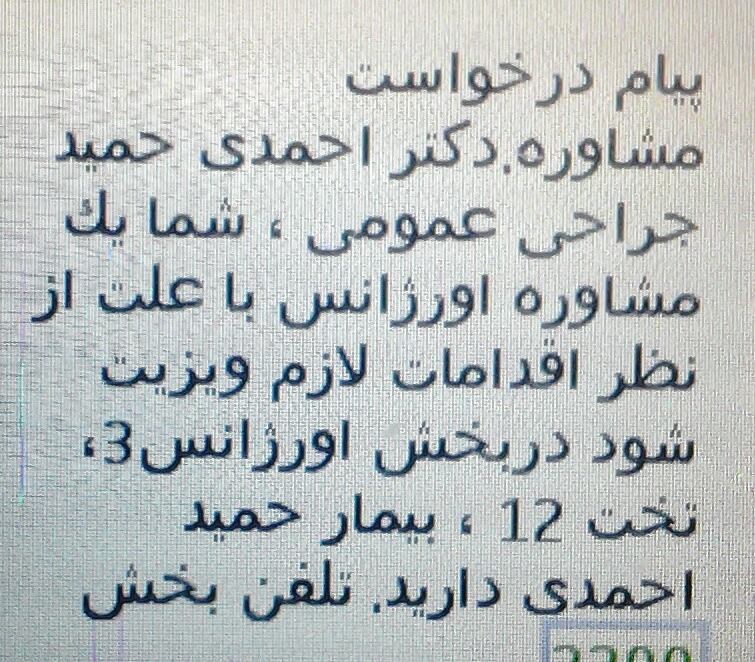 پیام درخواست
مشاوره.دکتر احمدی حمید
جراحی عمومی ، شما یك
مشاوره اورژانس با علت از
نظر اقدامات لازم ویزیت
شود دربخش اورژانس3،
تخت 12 ، بیمار حمید
احمدی دارید. تلفن بخش